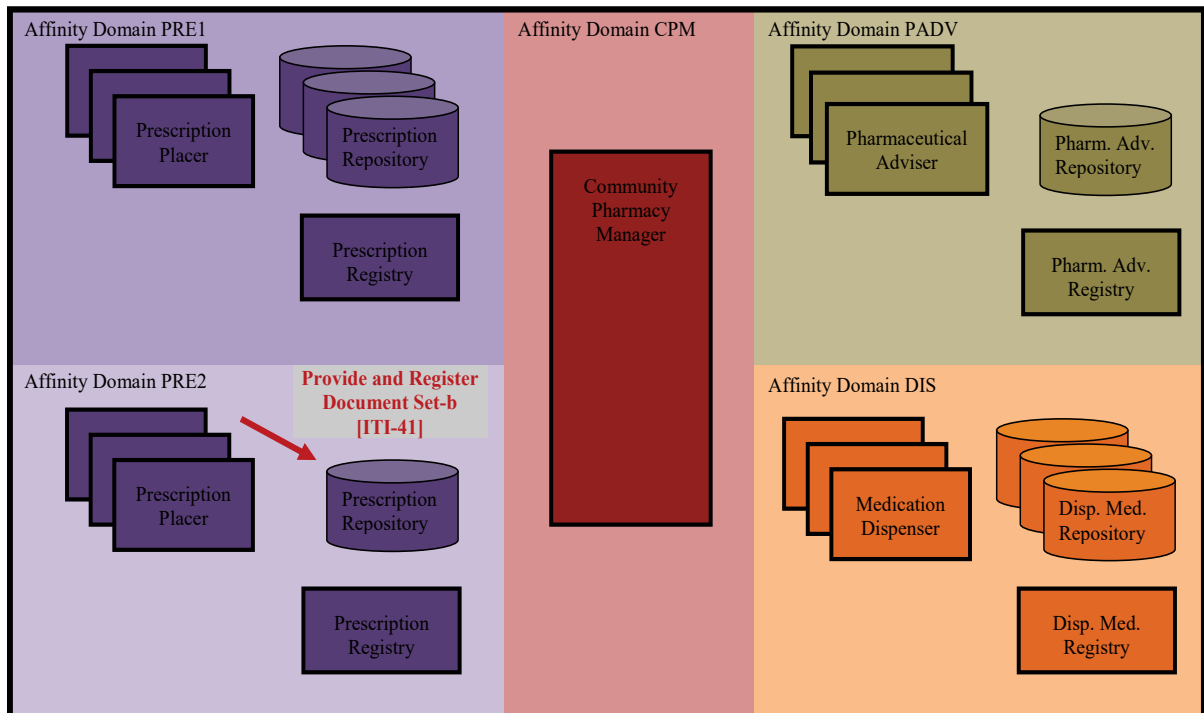 Affinity Domain PRE1
Prescription
Placer
Prescription
Repository
Prescription
Registry
Affinity Domain CPM
Community
Pharmacy
Manager
Affinity Domain PADV
Pharmaceutical
Adviser
Pharm. Adv.
Repository
Pharm. Adv.
Registry
Affinity Domain PRE2
Provide and Register
Document Set-b
[ITI-41]
Prescription
Placer
Prescription
Repository
Prescription
Registry
Affinity Domain DIS
Medication
Dispenser
Disp. Med.
Repository
Disp. Med.
Registry